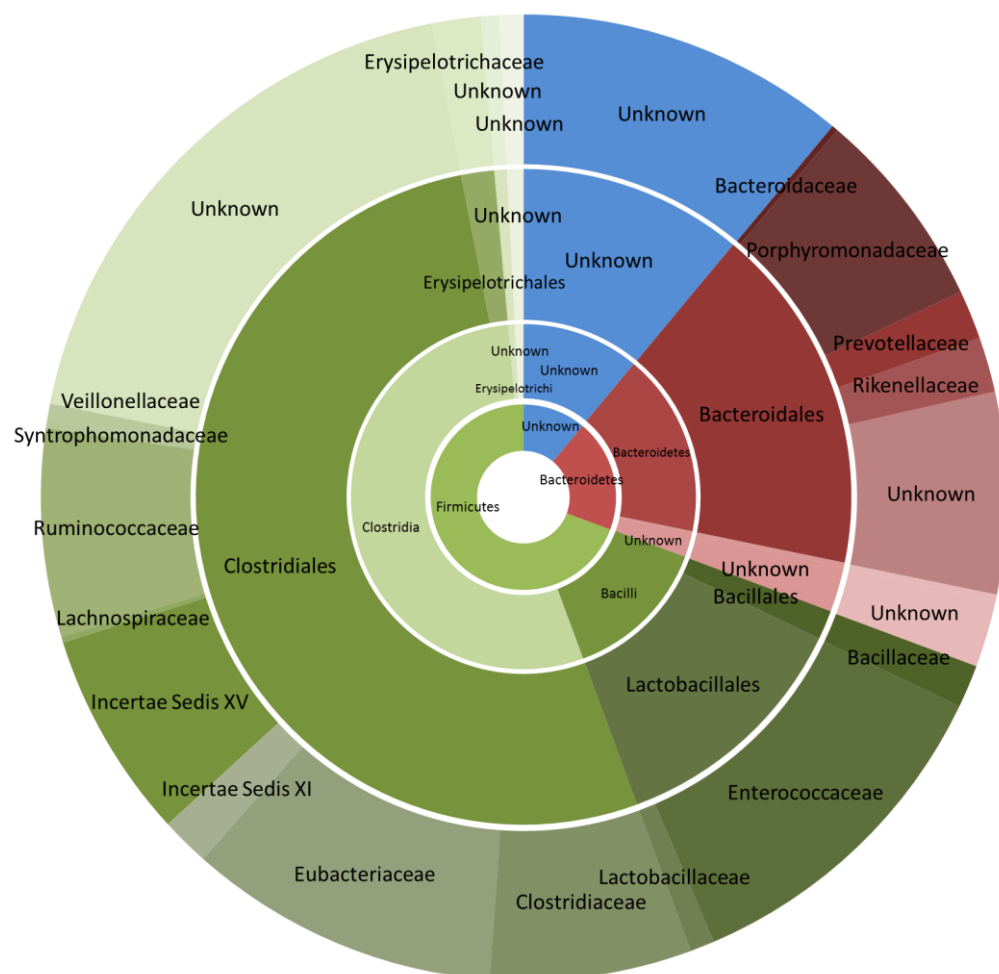 Erysipelotrichaceae
Unknown
Unknown
Unknown
Bacteroidaceae
Unknown
Unknown
Porphyromonadaceae
Unknown
Erysipelotrichales
Prevotellaceae
Unknown
Unknown
Rikenellaceae
Erysipelotrichi
Veillonellaceae
Bacteroidales
Unknown
Syntrophomonadaceae
Bacteroidetes
Unknown
Bacteroidetes
Firmicutes
Ruminococcaceae
Clostridia
Unknown
Clostridiales
Unknown
Bacilli
Bacillales
Unknown
Lachnospiraceae
Bacillaceae
Lactobacillales
Incertae Sedis XV
Incertae Sedis XI
Enterococcaceae
Eubacteriaceae
Lactobacillaceae
Clostridiaceae